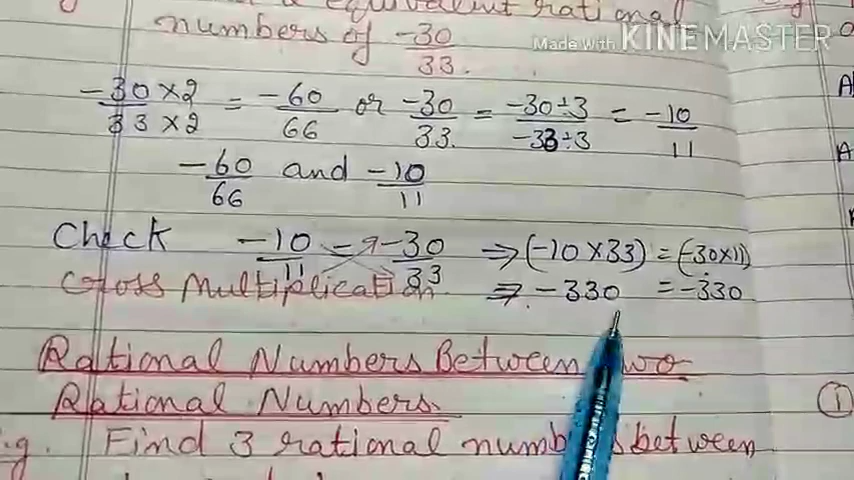 equivalent rational
numbers of -30/33.
Made with KINEMASTER
-30×2/33×2 = -60/66 or -30/33. = -30÷3/-33÷3 = -10/11
-60/66 and -10/11
Check -10/11 = -30/33 ⇒ (-10×33) = (-30×11)
Cross Multiplication ⇒ -330 = -330
Rational Numbers Between
Rational Numbers.
e.g. Find 3 rational numbers between
(i)